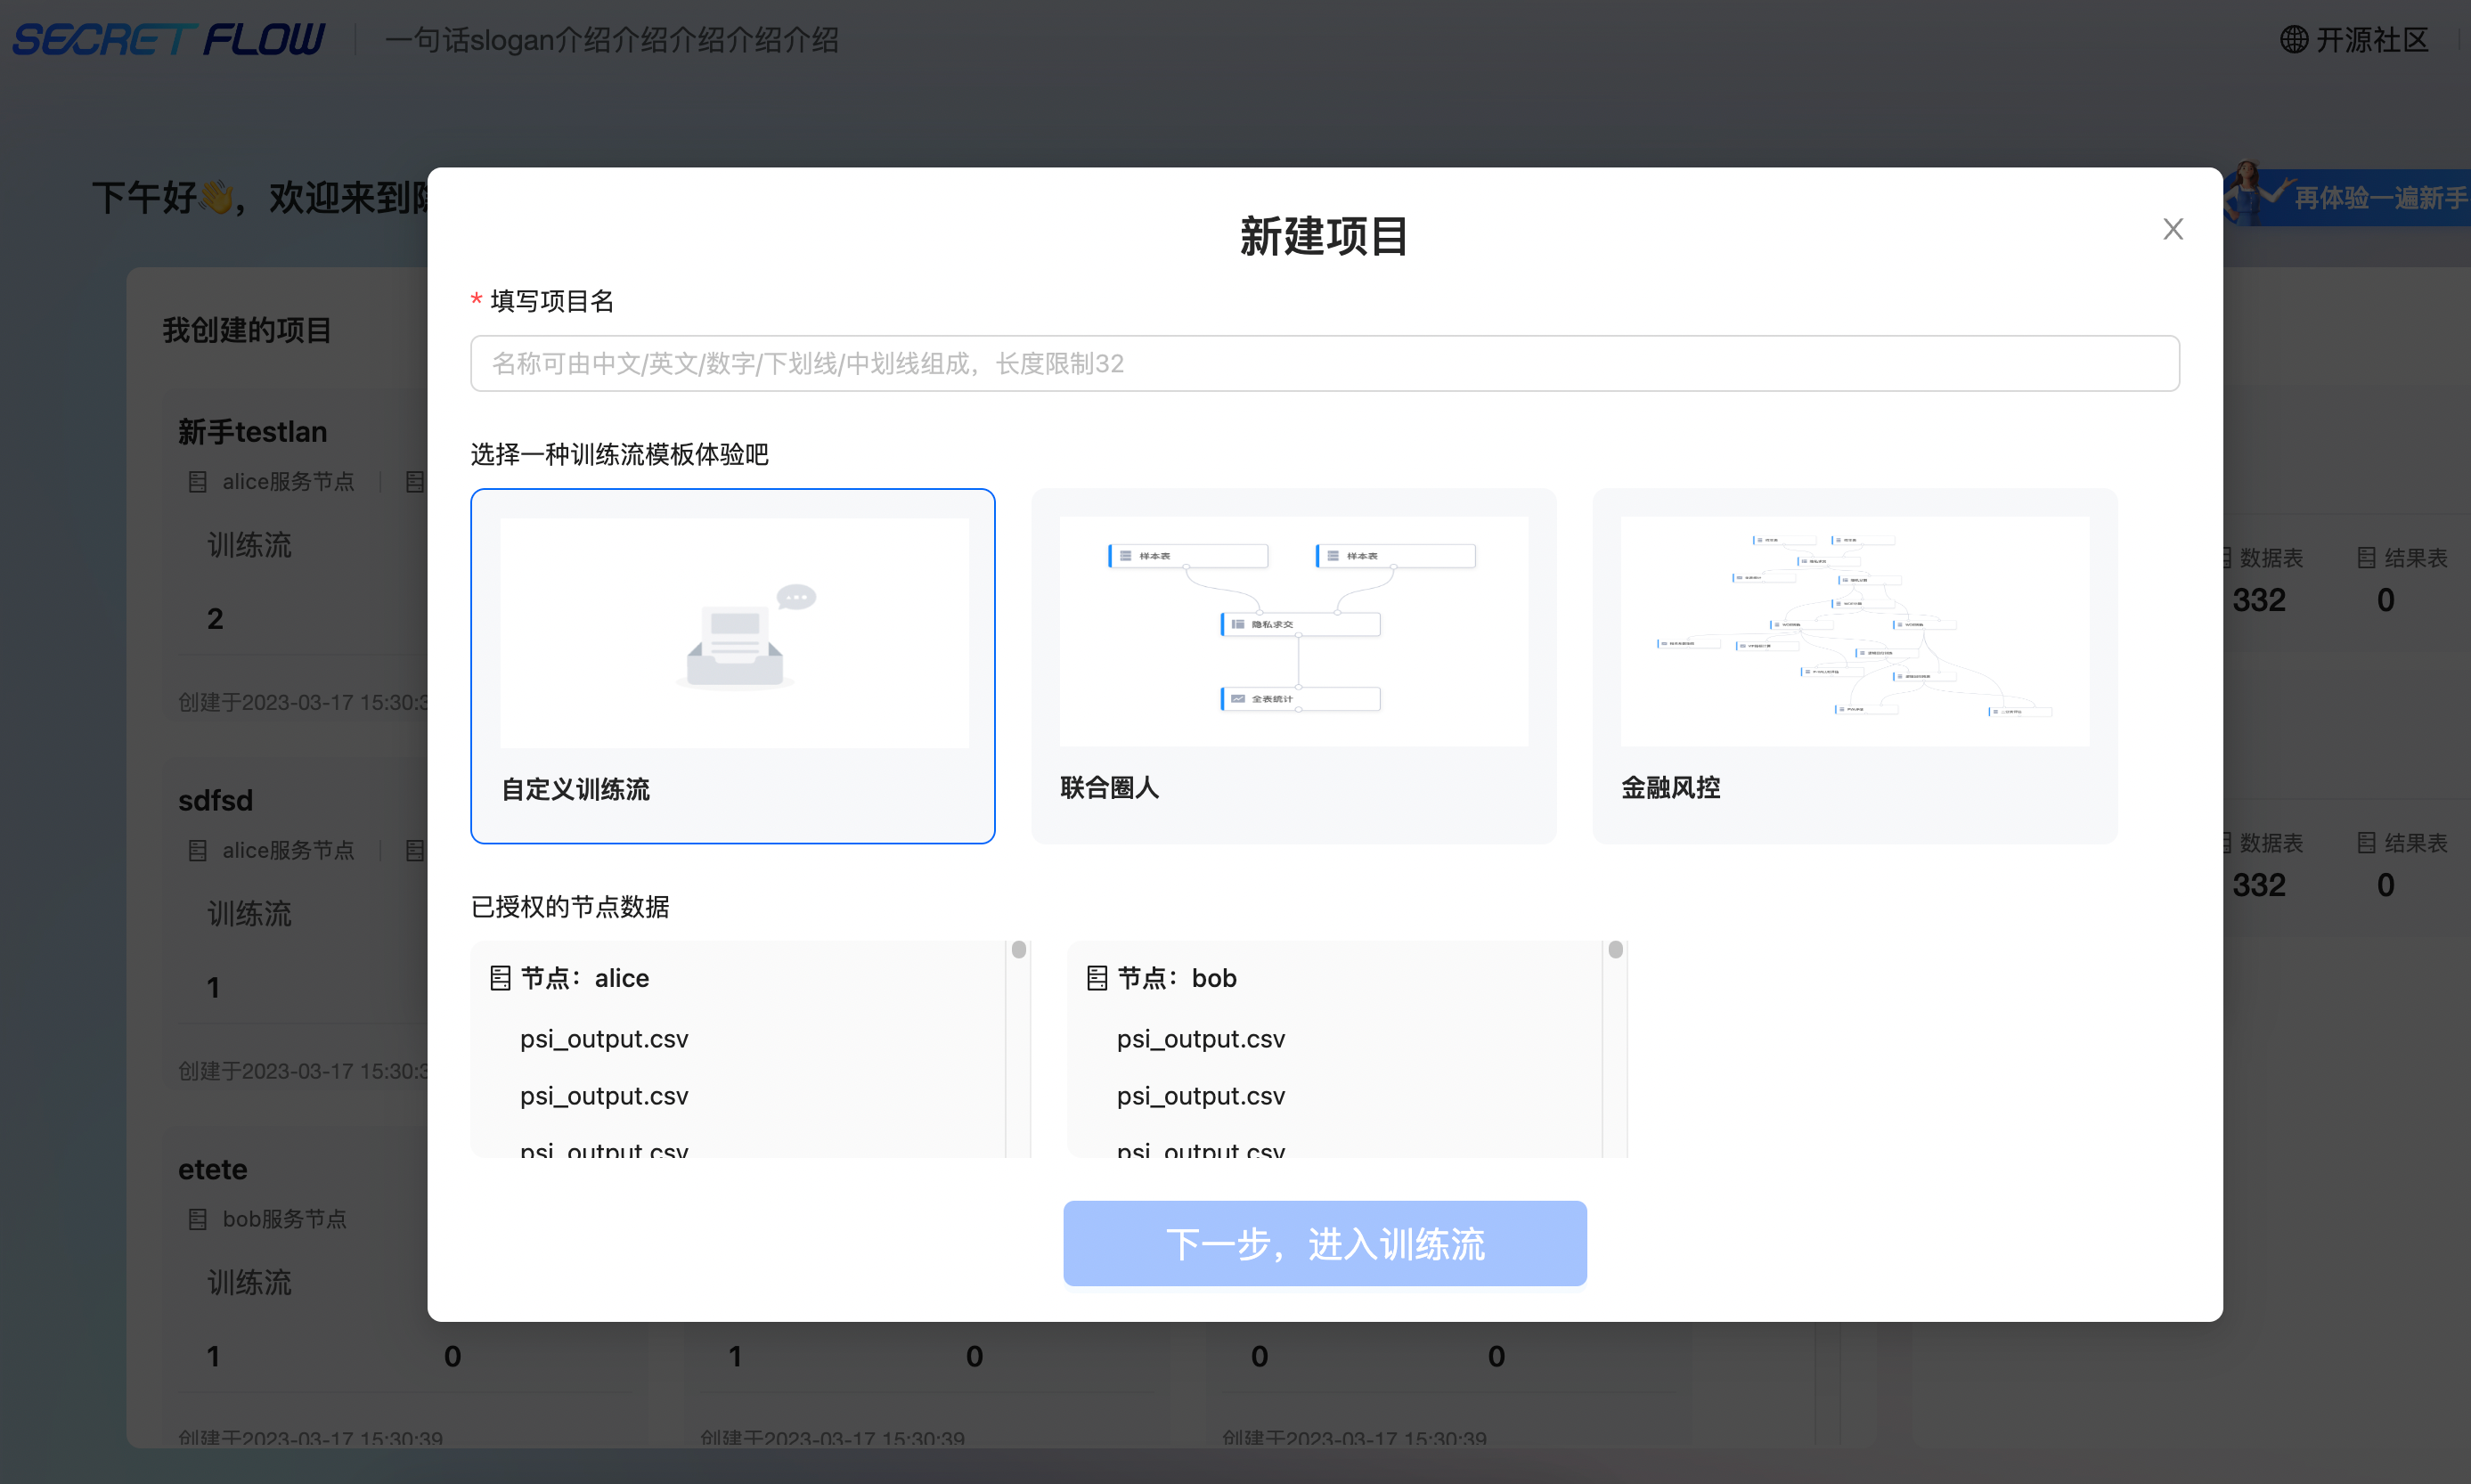 SECRET FLOW
一句话slogan介绍介绍介绍介绍介绍
开源社区
下午好👋，欢迎来到
再体验一遍新手
新建项目
* 填写项目名
名称可由中文/英文/数字/下划线/中划线组成，长度限制32
选择一种训练流模板体验吧
样本表
样本表
隐私求交
全表统计
自定义训练流
联合圈人
金融风控
已授权的节点数据
节点：alice
psi_output.csv
psi_output.csv
psi_output.csv
节点：bob
psi_output.csv
psi_output.csv
psi_output.csv
下一步，进入训练流
我创建的项目
新手testlan
alice服务节点
训练流
2
创建于2023-03-17 15:30:3
sdfsd
alice服务节点
训练流
1
创建于2023-03-17 15:30:3
etete
bob服务节点
训练流
1 0
创建于2023-03-17 15:30:39
1 0
创建于2023-03-17 15:30:39
0 0
创建于2023-03-17 15:30:39
数据表 结果表
332 0
数据表 结果表
332 0